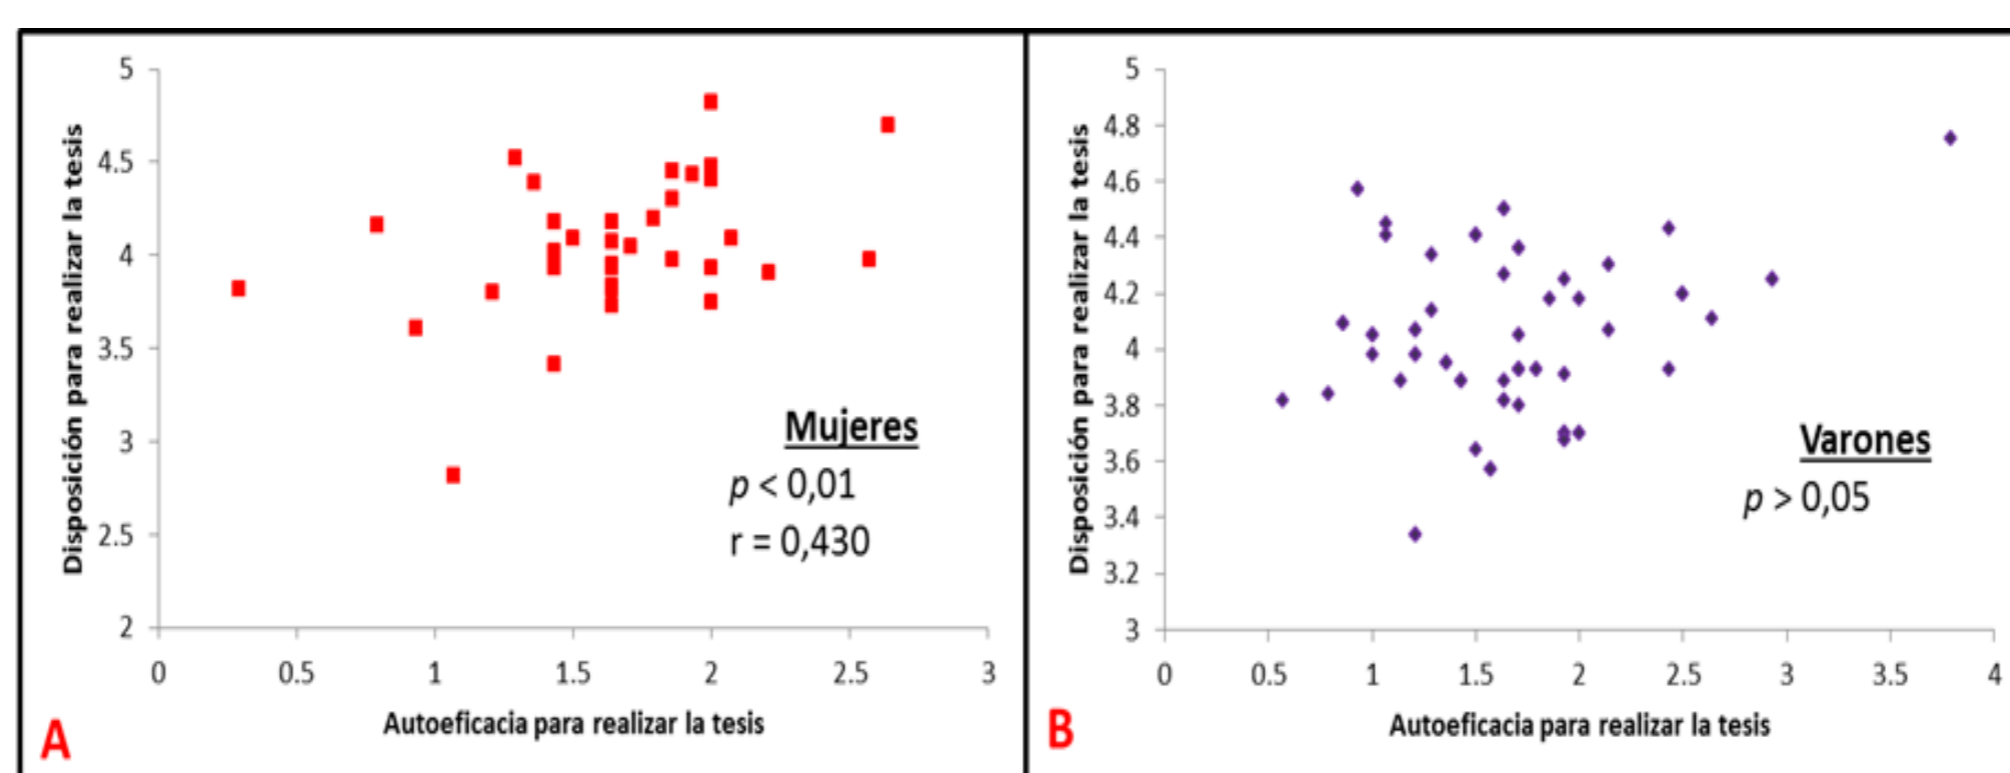 Disposición para realizar la tesis
5
4.5
4
3.5
3
2.5
2
Mujeres
p < 0,01
r = 0,430
0 0.5 1 1.5 2 2.5 3
Autoeficacia para realizar la tesis
A
Disposición para realizar la tesis
5
4.8
4.6
4.4
4.2
4
3.8
3.6
3.4
3.2
3
Varones
p > 0,05
0 0.5 1 1.5 2 2.5 3 3.5 4
Autoeficacia para realizar la tesis
B